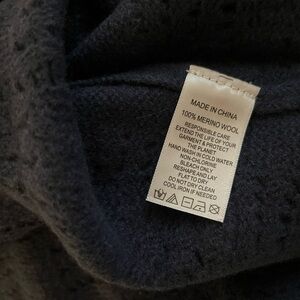 MADE IN CHINA
100% MERINO WOOL
RESPONSIBLE CARE
EXTEND THE LIFE OF YOUR
GARMENT & PROTECT
THE PLANET
HAND WASH IN COLD WATER
NON-CHLORINE
BLEACH ONLY
RESHAPE AND LAY
FLAT TO DRY
DO NOT DRY CLEAN
COOL IRON IF NEEDED